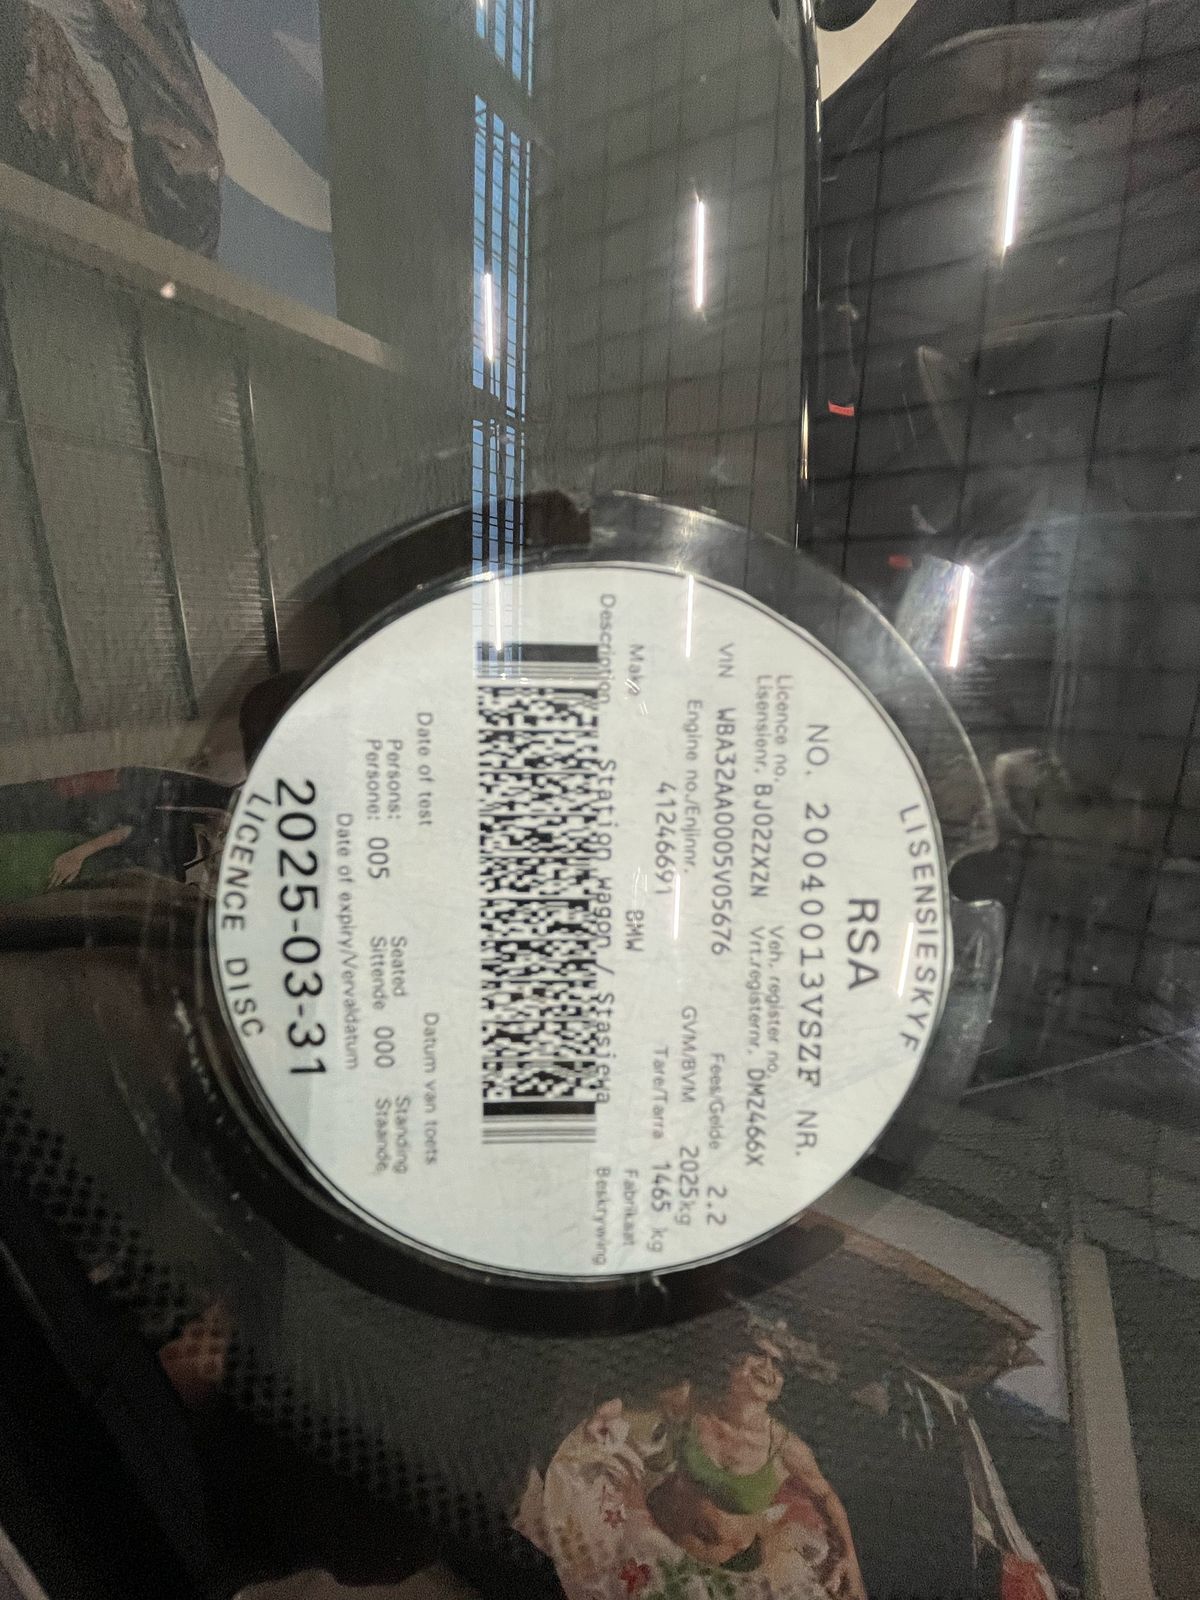 LISENSIESKYF
RSA
NO. 20040013VSZF NR.
Licence no. Veh. register no.
Lisensienr. BJ02ZXZN Vrt.registernr. DMZ466X
VIN WBA32AA0005V05676 Fees/Gelde 2.2
Engine no./Enjinnr. GVM/BVM 2025kg
41246691 Tare/Tarra 1465 kg
Make BMW Fabrikaat
Description Station wagon / Stasiewa Beskrywing
Date of test Datum van toets
Persons: Seated Standing
Persone: 005 Sittende 000 Staande
Date of expiry/Vervaldatum
2025-03-31
LICENCE DISC